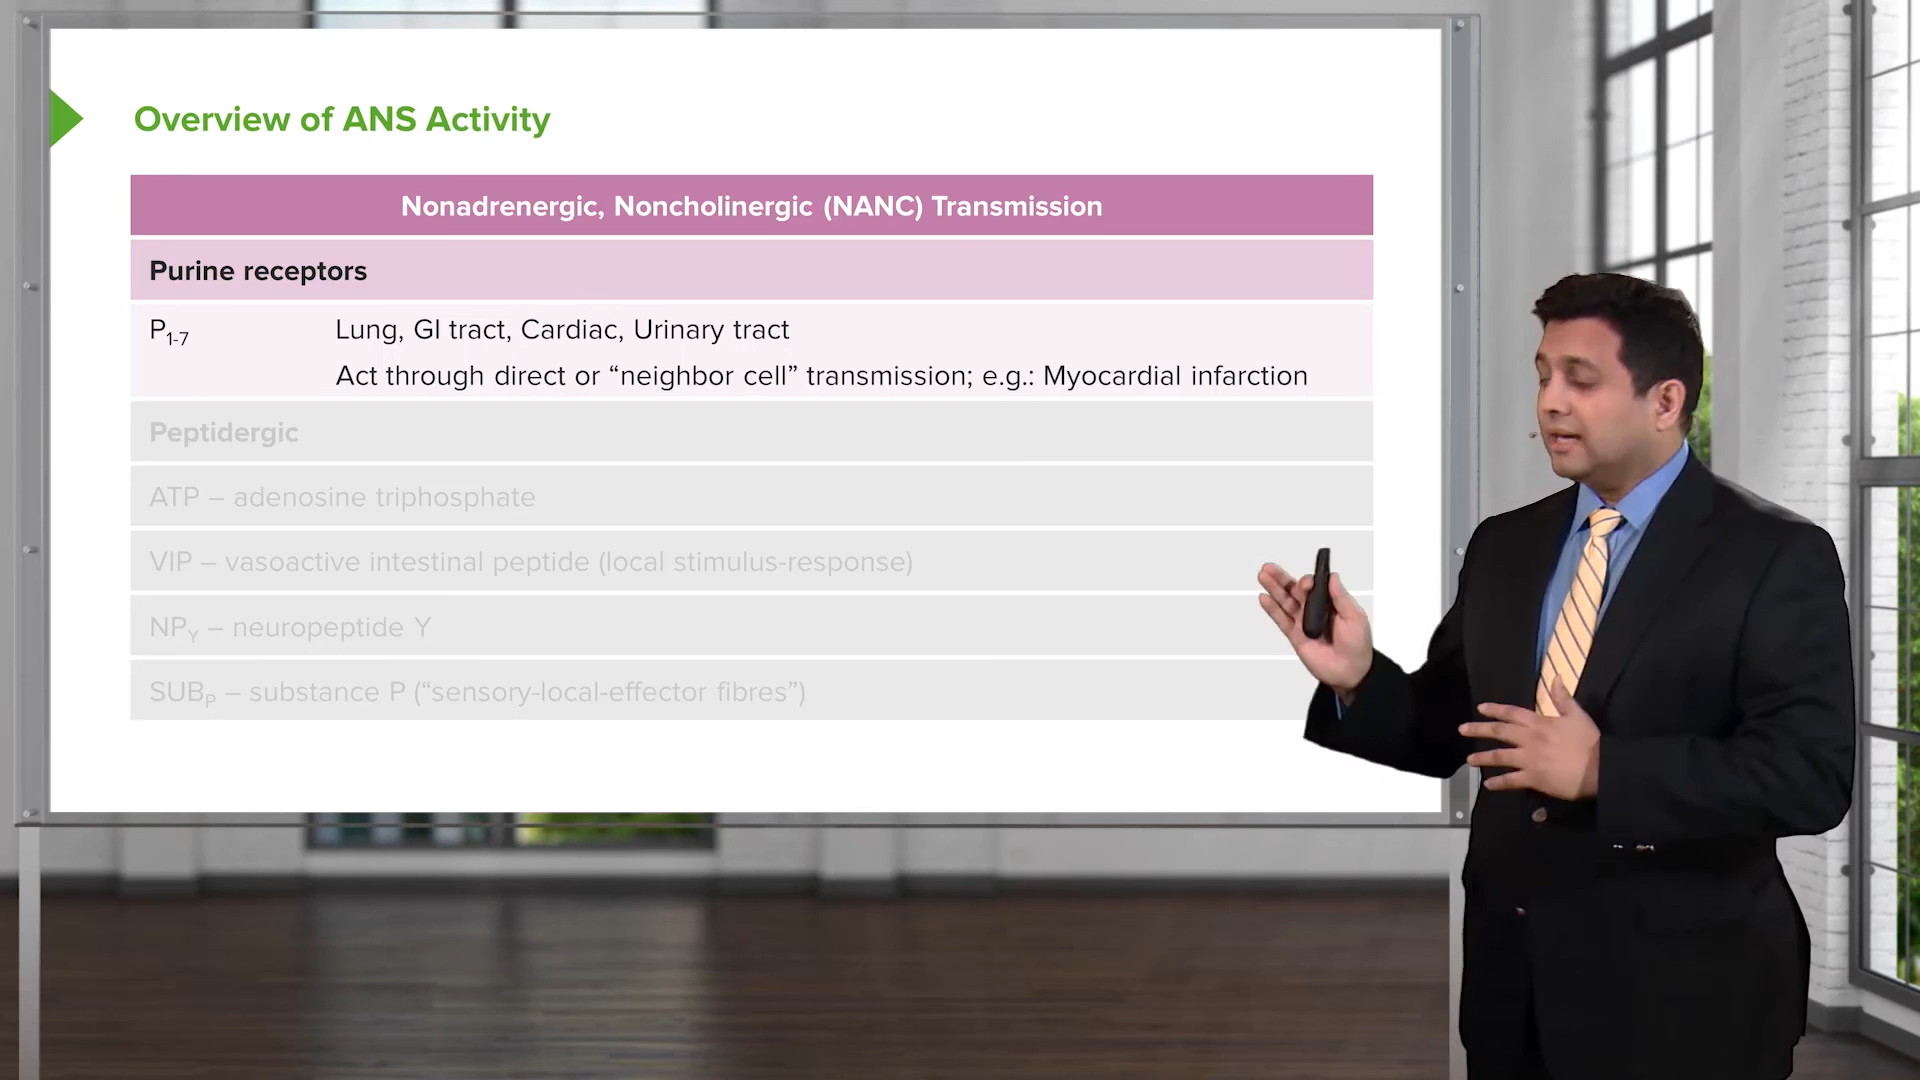 Overview of ANS Activity
Nonadrenergic, Noncholinergic (NANC) Transmission
Purine receptors
P1-7 Lung, GI tract, Cardiac, Urinary tract
Act through direct or “neighbor cell” transmission; e.g.: Myocardial infarction
Peptidergic
ATP – adenosine triphosphate
VIP – vasoactive intestinal peptide (local stimulus-response)
NPY – neuropeptide Y
SUBP – substance P (“sensory-local-effector fibres”)